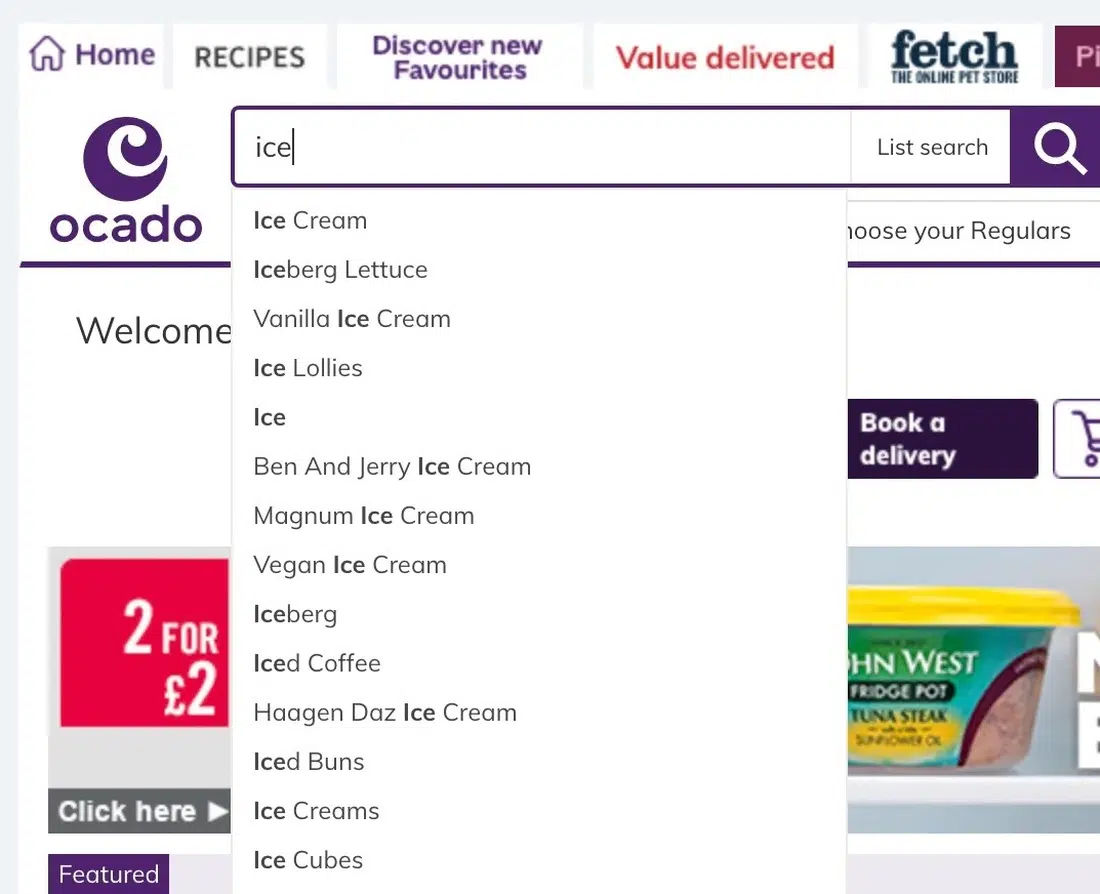 Home
RECIPES
Discover new
Favourites
Value delivered
fetch
THE ONLINE PET STORE
ocado
ice
List search
Ice Cream
Iceberg Lettuce
Vanilla Ice Cream
Ice Lollies
Ice
Ben And Jerry Ice Cream
Magnum Ice Cream
Vegan Ice Cream
Iceberg
Iced Coffee
Haagen Daz Ice Cream
Iced Buns
Ice Creams
Ice Cubes
your Regulars
Welcome
Book a
delivery
2 FOR
£2
Click here
WEST
FRIDGE POT
TUNA STEAK
SUNFLOWER OIL
Featured